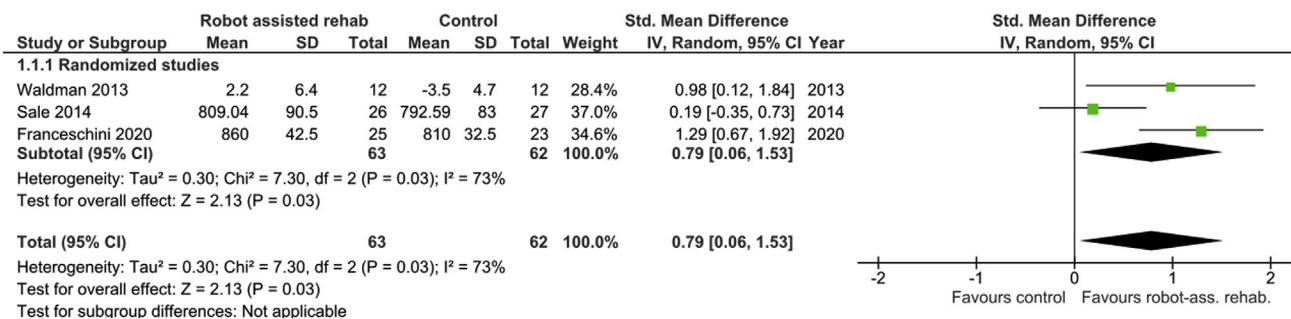 Robot assisted rehab Control Std. Mean Difference Std. Mean Difference
Study or Subgroup Mean SD Total Mean SD Total Weight IV, Random, 95% CI Year IV, Random, 95% CI
1.1.1 Randomized studies
Waldman 2013 2.2 6.4 12 -3.5 4.7 12 28.4% 0.98 [0.12, 1.84] 2013
Sale 2014 809.04 90.5 26 792.59 83 27 37.0% 0.19 [-0.35, 0.73] 2014
Franceschini 2020 860 42.5 25 810 32.5 23 34.6% 1.29 [0.67, 1.92] 2020
Subtotal (95% CI) 63 62 100.0% 0.79 [0.06, 1.53]
Heterogeneity: Tau² = 0.30; Chi² = 7.30, df = 2 (P = 0.03); I² = 73%
Test for overall effect: Z = 2.13 (P = 0.03)
Total (95% CI) 63 62 100.0% 0.79 [0.06, 1.53]
Heterogeneity: Tau² = 0.30; Chi² = 7.30, df = 2 (P = 0.03); I² = 73%
Test for overall effect: Z = 2.13 (P = 0.03)
Test for subgroup differences: Not applicable
-2 -1 0 1 2
Favours control Favours robot-ass. rehab.